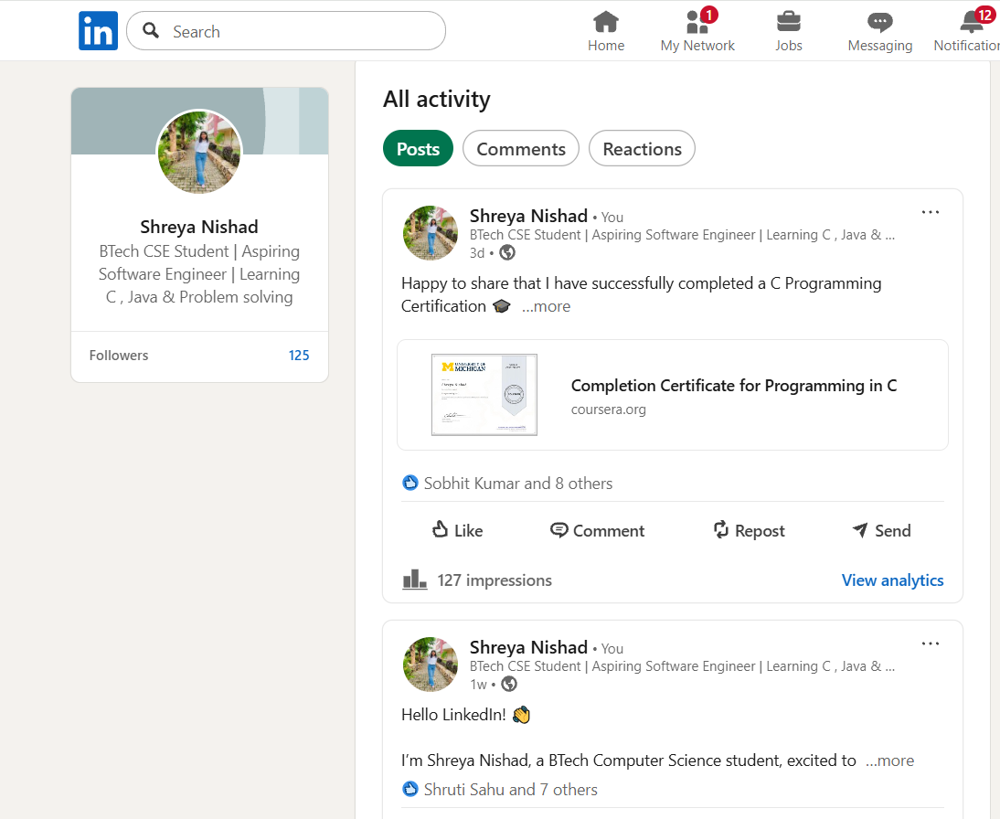 in Search
Home
1
My Network
Jobs
Messaging
12
Notification
Shreya Nishad
BTech CSE Student | Aspiring
Software Engineer | Learning
C , Java & Problem solving
Followers 125
All activity
Posts Comments Reactions
Shreya Nishad • You
BTech CSE Student | Aspiring Software Engineer | Learning C , Java & ...
3d •
Happy to share that I have successfully completed a C Programming
Certification 🎓 ...more
UNIVERSITY OF
MICHIGAN
Shreya Nishad
Completion Certificate for Programming in C
coursera.org
Sobhit Kumar and 8 others
Like Comment Repost Send
127 impressions View analytics
Shreya Nishad • You
BTech CSE Student | Aspiring Software Engineer | Learning C , Java & ...
1w •
Hello LinkedIn! 👏
I'm Shreya Nishad, a BTech Computer Science student, excited to ...more
Shruti Sahu and 7 others